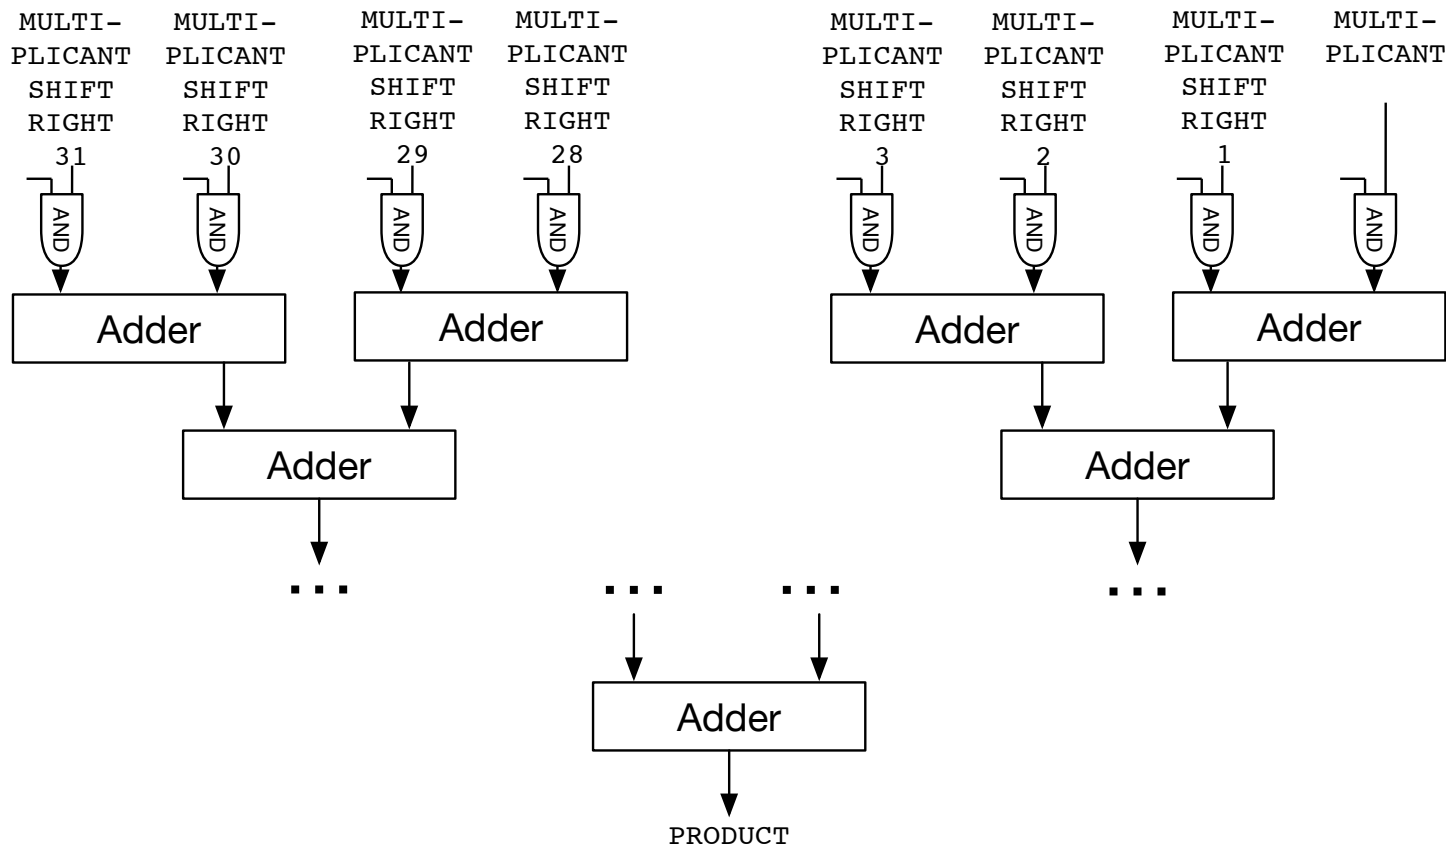 MULTI-
PLICANT
SHIFT
RIGHT
31
MULTI-
PLICANT
SHIFT
RIGHT
30
MULTI-
PLICANT
SHIFT
RIGHT
29
MULTI-
PLICANT
SHIFT
RIGHT
28
MULTI-
PLICANT
SHIFT
RIGHT
3
MULTI-
PLICANT
SHIFT
RIGHT
2
MULTI-
PLICANT
SHIFT
RIGHT
1
MULTI-
PLICANT
AND
AND
AND
AND
AND
AND
AND
AND
Adder
Adder
Adder
Adder
Adder
Adder
...
...
...
...
Adder
PRODUCT